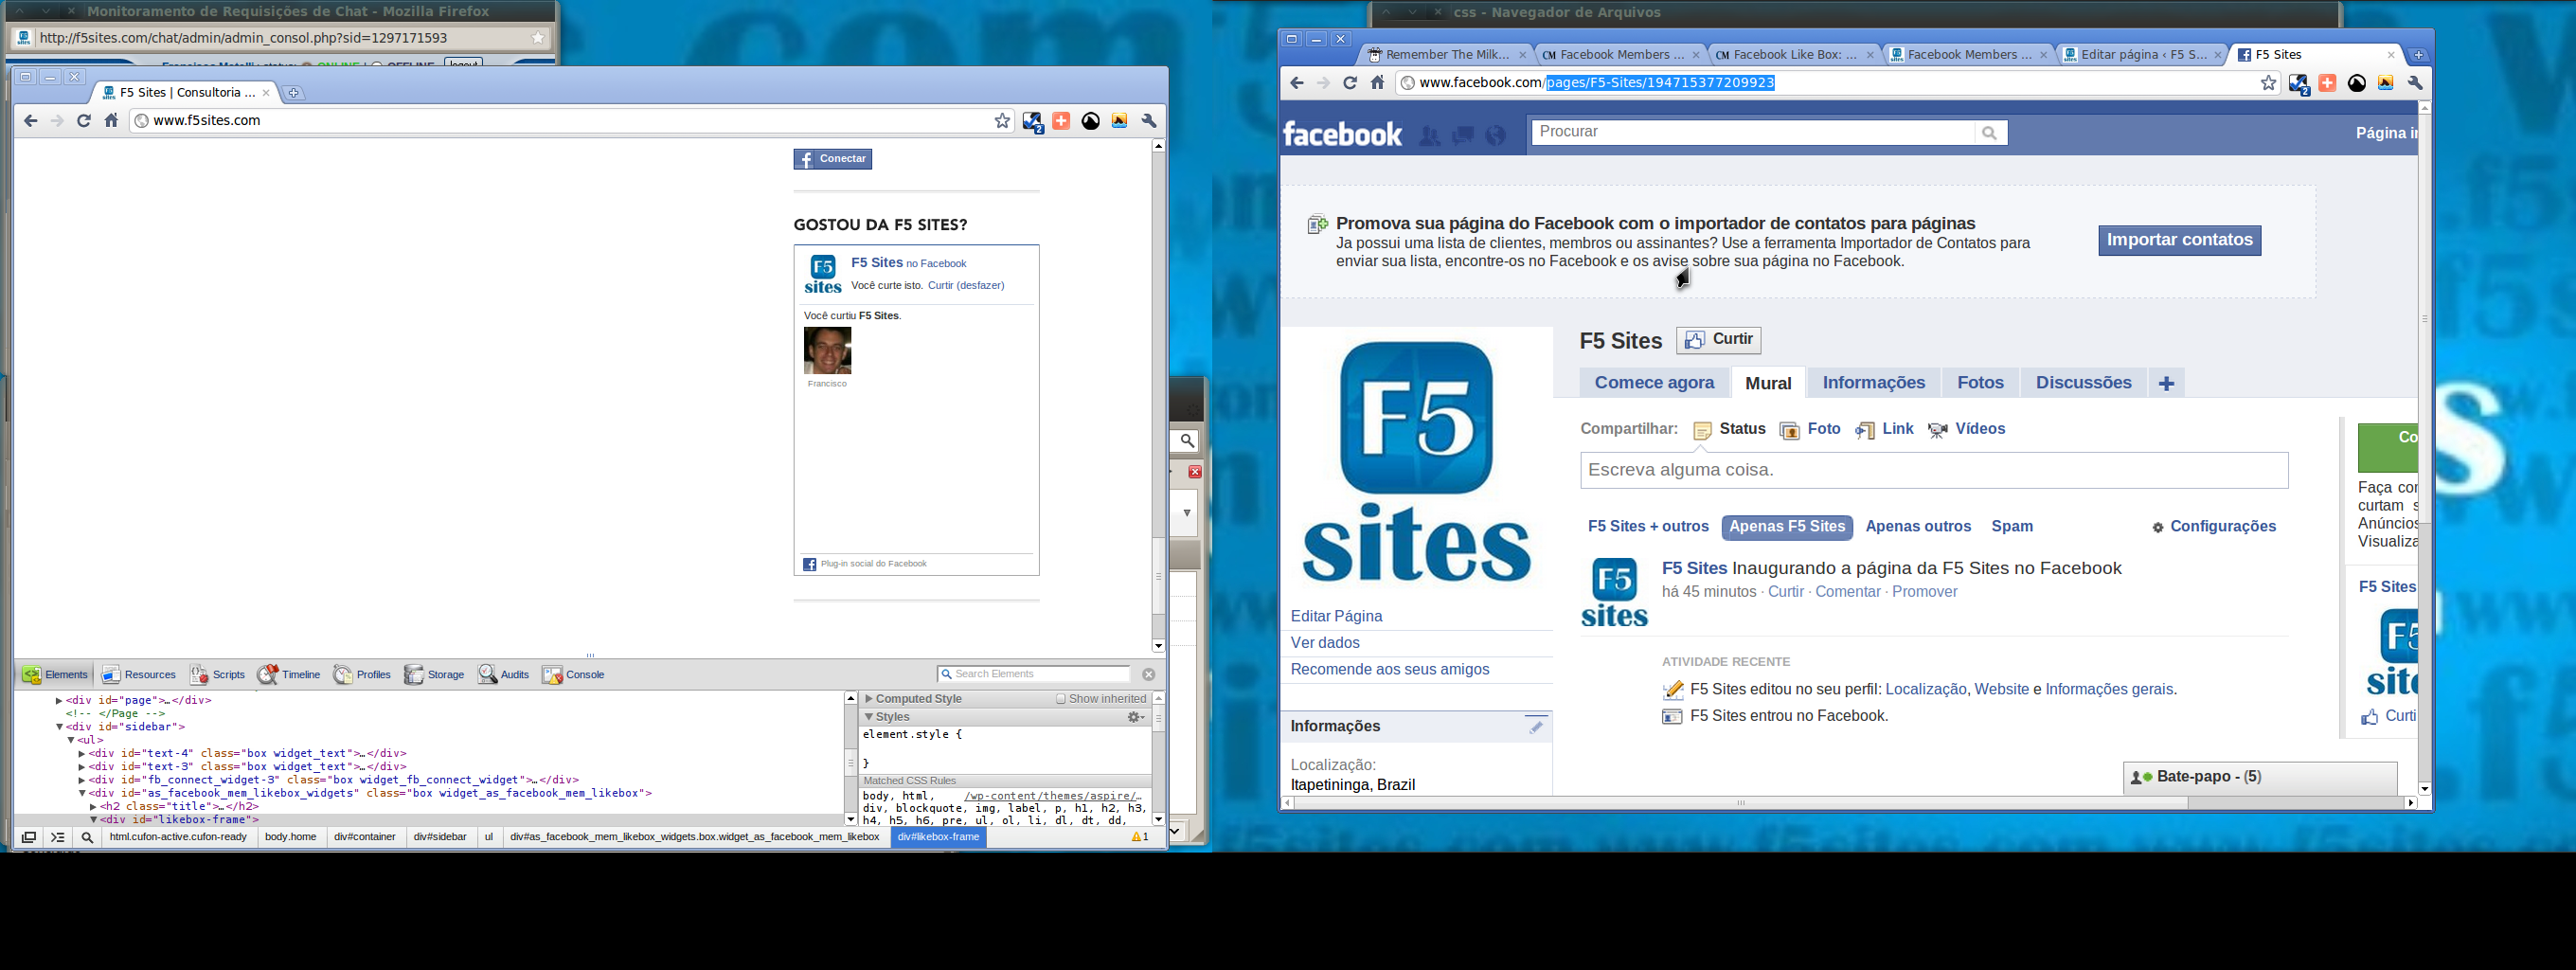 Monitoramento de Requisições de Chat - Mozilla Firefox
http://f5sites.com/chat/admin/admin_consol.php?sid=1297171593
F5 Sites | Consultoria ...
www.f5sites.com
2
Conectar
GOSTOU DA F5 SITES?
F5 sites
F5 Sites no Facebook
Você curte isto. Curtir (desfazer)
Você curtiu F5 Sites.
Francisco
Plug-in social do Facebook
Elements Resources Scripts Timeline Profiles Storage Audits Console
Search Elements
<div id="page">…</div>
<!-- </Page -->
<div id="sidebar">
<ul>
<div id="text-4" class="box widget_text">…</div>
<div id="text-3" class="box widget_text">…</div>
<div id="fb_connect_widget-3" class="box widget_fb_connect_widget">…</div>
<div id="as_facebook_mem_likebox_widgets" class="box widget_as_facebook_mem_likebox">
<h2 class="title">…</h2>
<div id="likebox-frame">
Computed Style Show inherited
Styles
element.style {
}
Matched CSS Rules
body, html, /wp-content/themes/aspire/…
div, blockquote, img, label, p, h1, h2, h3,
h4, h5, h6, pre, ul, ol, li, dl, dt, dd,
html.cufon-active.cufon-ready body.home div#container div#sidebar ul div#as_facebook_mem_likebox_widgets.box.widget_as_facebook_mem_likebox div#likebox-frame
1
css - Navegador de Arquivos
Remember The Milk... Facebook Members ... Facebook Like Box: ... Facebook Members ... Editar página ‹ F5 S... F5 Sites
www.facebook.com/pages/F5-Sites/194715377209923
2
facebook
Procurar
Página in
Promova sua página do Facebook com o importador de contatos para páginas
Ja possui uma lista de clientes, membros ou assinantes? Use a ferramenta Importador de Contatos para
enviar sua lista, encontre-os no Facebook e os avise sobre sua página no Facebook.
Importar contatos
F5 sites
F5 Sites Curtir
Comece agora Mural Informações Fotos Discussões +
Compartilhar: Status Foto Link Vídeos
Escreva alguma coisa.
F5 Sites + outros Apenas F5 Sites Apenas outros Spam Configurações
F5 sites
F5 Sites Inaugurando a página da F5 Sites no Facebook
há 45 minutos · Curtir · Comentar · Promover
ATIVIDADE RECENTE
F5 Sites editou no seu perfil: Localização, Website e Informações gerais.
F5 Sites entrou no Facebook.
Editar Página
Ver dados
Recomende aos seus amigos
Informações
Localização:
Itapetininga, Brazil
Co
Faça cor
curtam s
Anúncios
Visualiza
F5 Sites
Curti
Bate-papo - (5)